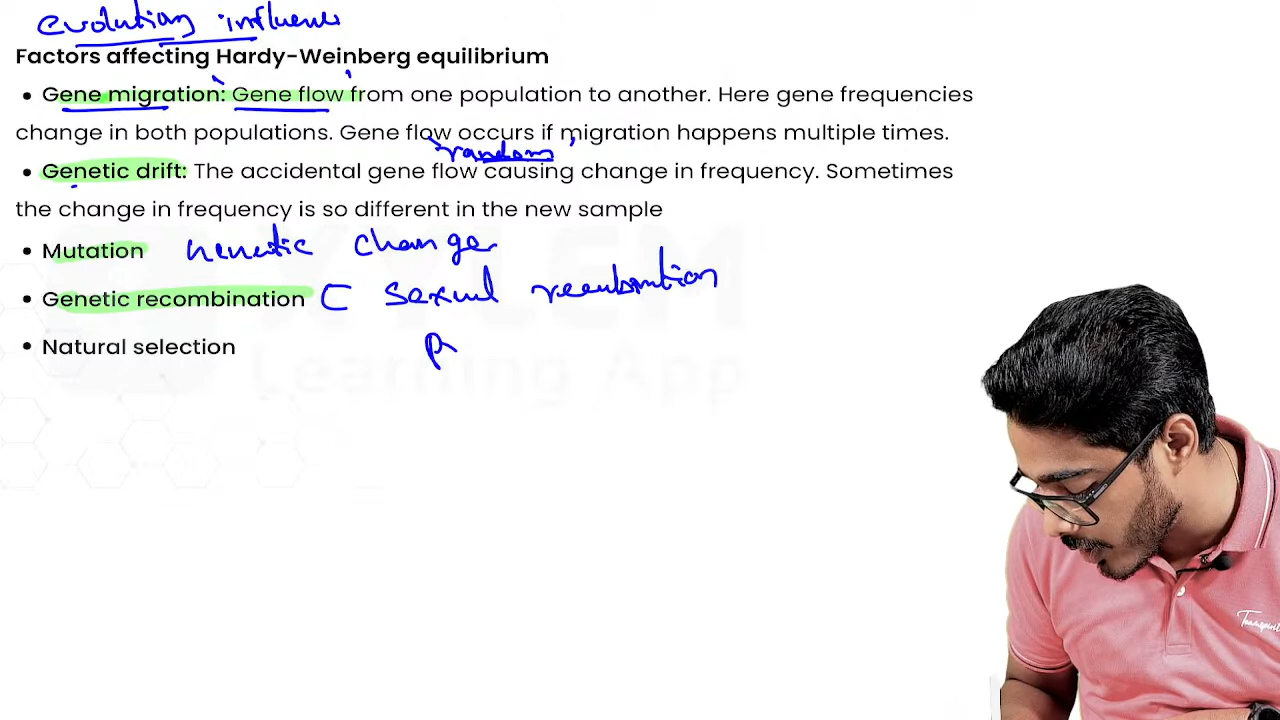 evolution influence
Factors affecting Hardy-Weinberg equilibrium
• Gene migration: Gene flow from one population to another. Here gene frequencies
change in both populations. Gene flow occurs if migration happens multiple times.
"random"
• Genetic drift: The accidental gene flow causing change in frequency. Sometimes
the change in frequency is so different in the new sample
• Mutation change
• Genetic recombination C sexual
• Natural selection P
XYLEM
Learning App